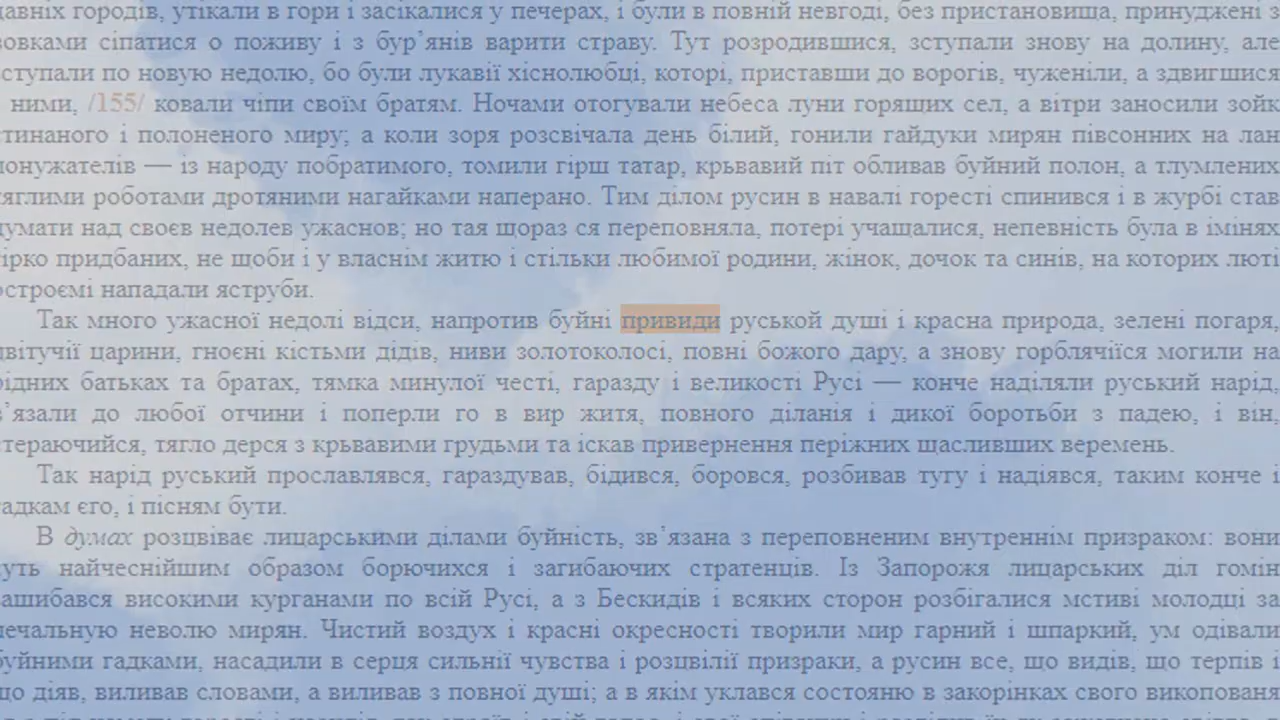 давніх городів, утікали в гори і засікалися у печерах, і були в повній невгоді, без пристановища, принуджені з
вовками сіпатися о поживу і з бур’янів варити страву. Тут розродившися, зступали знову на долину, але
зступали по новую недолю, бо були лукавії хіснолюбці, которі, приставши до ворогів, чуженіли, а здвигшися
ними, /155/ ковали чіпи своїм братям. Ночами отогували небеса луни горящих сел, а вітри заносили зойк
стинаного і полоненого миру; а коли зоря розсвічала день білий, гонили гайдуки мирян півсонних на лан
понужателів — із народу побратимого, томили гірш татар, крьвавий піт обливав буйний полон, а тлумлених
тяглими роботами дротяними нагайками наперано. Тим ділом русин в навалі горесті спинився і в журбі став
думати над своєв недолев ужаснов; но тая щораз ся переповняла, потері учащалися, непевність була в імінях
гірко придбаних, не щоби і у власнім житю і стільки любимої родини, жінок, дочок та синів, на которих люті
остроємі нападали яструби.
Так много ужасної недолі відси, напротив буйні привиди руськой душі і красна природа, зелені погаря,
цвітучії царини, гноєні кістьми дідів, ниви золотоколосі, повні божого дару, а знову горблячіїся могили на
рідних батьках та братах, тямка минулої честі, гаразду і великості Русі — конче наділяли руський нарід,
в’язали до любої отчини і поперли го в вир житя, повного діланія і дикої боротьби з падею, і він,
стераючийся, тягло дерся з крьвавими грудьми та іскав привернення періжних щасливших веремень.
Так нарід руський прославлявся, гараздував, бідився, боровся, розбивав тугу і надіявся, таким конче і
гадкам єго, і пісням бути.
В думах розцвіває лицарськими ділами буйність, зв’язана з переповненим внутреннім призраком: вони
суть найчеснійшим образом борючихся і загибаючих стратенців. Із Запорожя лицарських діл гомін
зашибався високими курганами по всій Русі, а з Бескидів і всяких сторон розбігалися мстиві молодці за
печальную неволю мирян. Чистий воздух і красні окресності творили мир гарний і шпаркий, ум одівали
буйними гадками, насадили в серця сильнії чувства і розцвілії призраки, а русин все, що видів, що терпів і
що діяв, виливав словами, а виливав з повної душі; а в якім уклався состоянію в закорінках свого викопованя